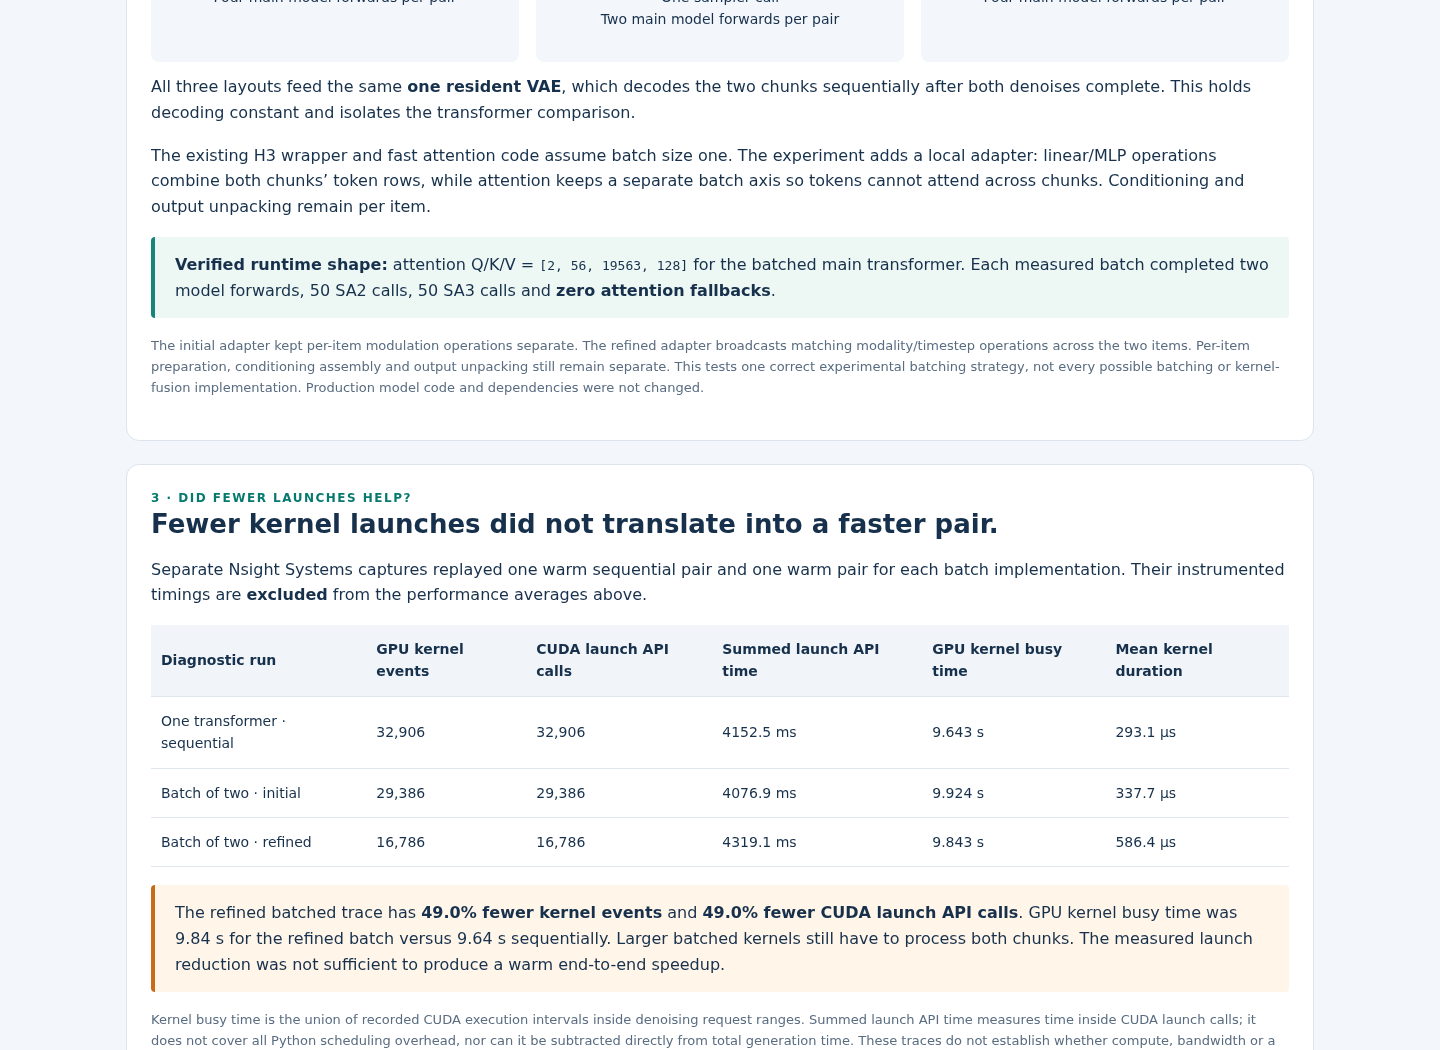 Two main model forwards per pair
All three layouts feed the same one resident VAE, which decodes the two chunks sequentially after both denoises complete. This holds
decoding constant and isolates the transformer comparison.
The existing H3 wrapper and fast attention code assume batch size one. The experiment adds a local adapter: linear/MLP operations
combine both chunks’ token rows, while attention keeps a separate batch axis so tokens cannot attend across chunks. Conditioning and
output unpacking remain per item.
Verified runtime shape: attention Q/K/V = [2, 56, 19563, 128] for the batched main transformer. Each measured batch completed two
model forwards, 50 SA2 calls, 50 SA3 calls and zero attention fallbacks.
The initial adapter kept per-item modulation operations separate. The refined adapter broadcasts matching modality/timestep operations across the two items. Per-item
preparation, conditioning assembly and output unpacking still remain separate. This tests one correct experimental batching strategy, not every possible batching or kernel-
fusion implementation. Production model code and dependencies were not changed.
3 · DID FEWER LAUNCHES HELP?
Fewer kernel launches did not translate into a faster pair.
Separate Nsight Systems captures replayed one warm sequential pair and one warm pair for each batch implementation. Their instrumented
timings are excluded from the performance averages above.
Diagnostic run GPU kernel events CUDA launch API calls Summed launch API time GPU kernel busy time Mean kernel duration
One transformer · sequential 32,906 32,906 4152.5 ms 9.643 s 293.1 µs
Batch of two · initial 29,386 29,386 4076.9 ms 9.924 s 337.7 µs
Batch of two · refined 16,786 16,786 4319.1 ms 9.843 s 586.4 µs
The refined batched trace has 49.0% fewer kernel events and 49.0% fewer CUDA launch API calls. GPU kernel busy time was
9.84 s for the refined batch versus 9.64 s sequentially. Larger batched kernels still have to process both chunks. The measured launch
reduction was not sufficient to produce a warm end-to-end speedup.
Kernel busy time is the union of recorded CUDA execution intervals inside denoising request ranges. Summed launch API time measures time inside CUDA launch calls; it
does not cover all Python scheduling overhead, nor can it be subtracted directly from total generation time. These traces do not establish whether compute, bandwidth or a